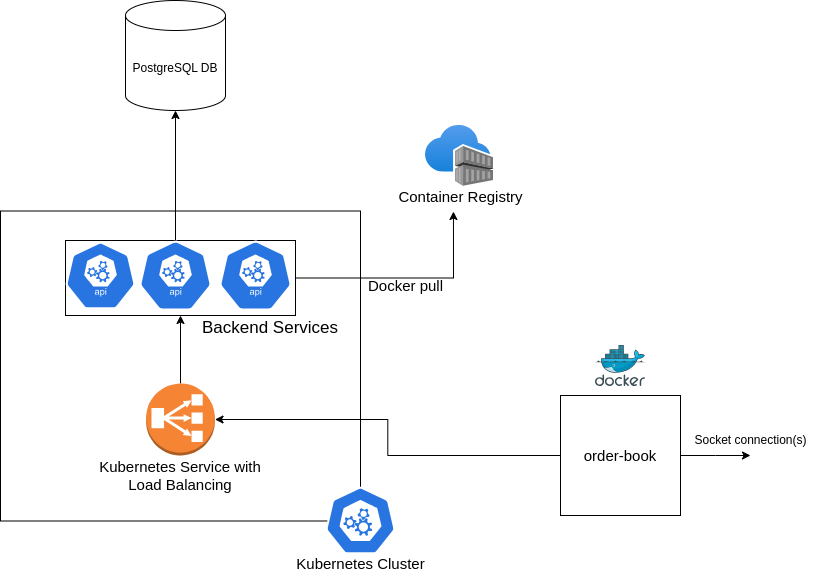 PostgreSQL DB
Container Registry
api
api
api
Docker pull
Backend Services
docker
Socket connection(s)
order-book
Kubernetes Service with
Load Balancing
Kubernetes Cluster